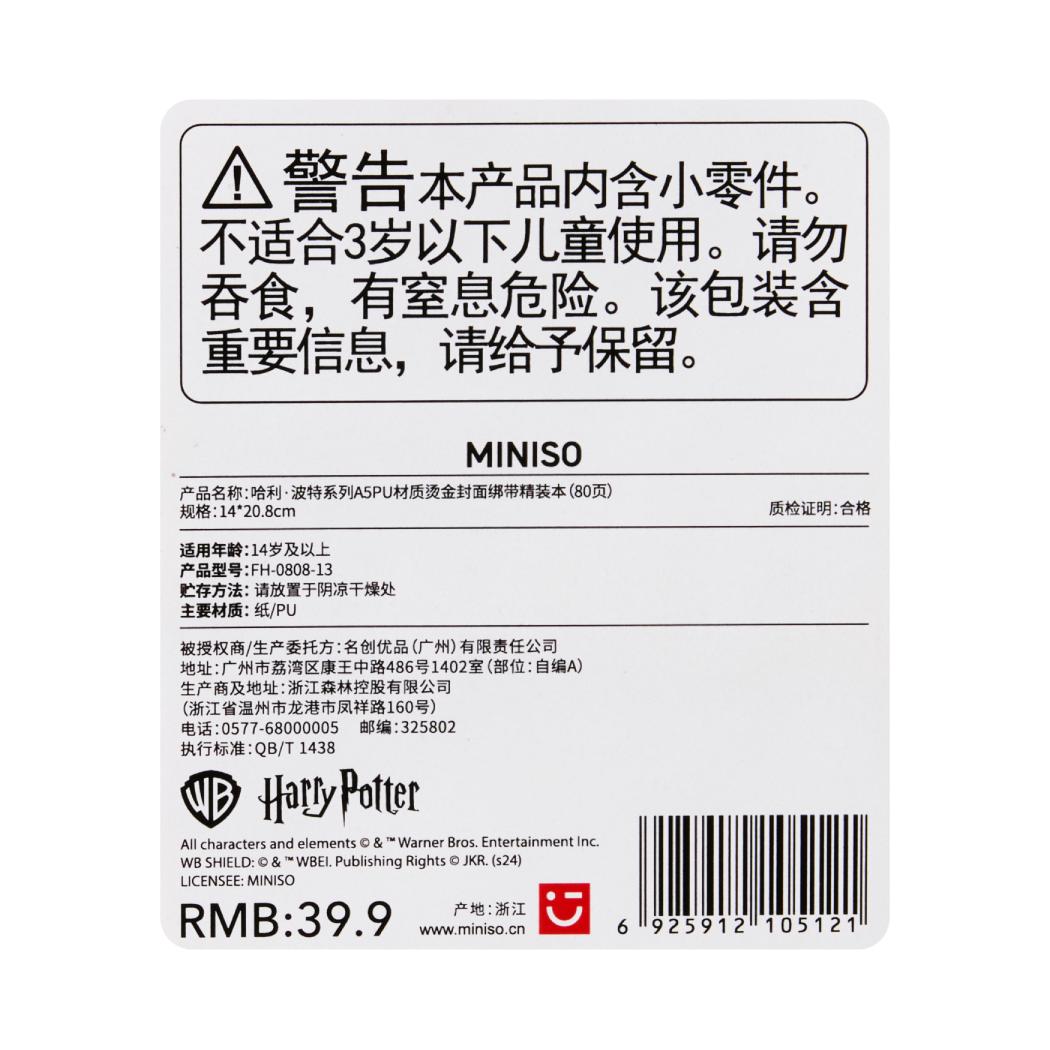 警告本产品内含小零件。
不适合3岁以下儿童使用。请勿
吞食，有窒息危险。该包装含
重要信息，请给予保留。
MINISO
产品名称：哈利·波特系列A5PU材质烫金封面绑带精装本（80页）
规格：14*20.8cm
质检证明：合格
适用年龄：14岁及以上
产品型号：FH-0808-13
贮存方法：请放置于阴凉干燥处
主要材质：纸/PU
被授权商/生产委托方：名创优品（广州）有限责任公司
地址：广州市荔湾区康王中路486号1402室（部位：自编A）
生产商及地址：浙江森林控股有限公司
（浙江省温州市龙港市凤祥路160号）
电话：0577-68000005 邮编：325802
执行标准：QB/T 1438
WB Harry Potter
All characters and elements © & ™ Warner Bros. Entertainment Inc.
WB SHIELD: © & ™ WBEI. Publishing Rights © JKR. (s24)
LICENSEE: MINISO
RMB:39.9
产地：浙江
www.miniso.cn
6 925912 105121